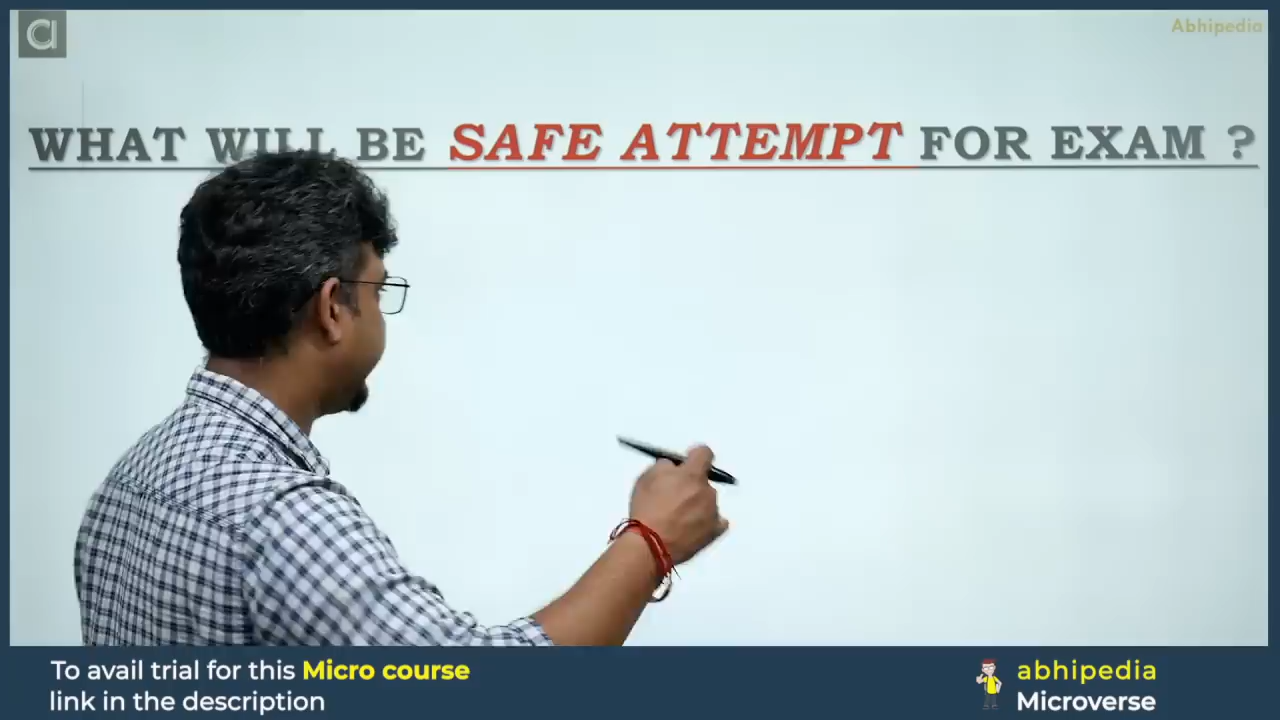 Abhipedia
WHAT WILL BE SAFE ATTEMPT FOR EXAM ?
To avail trial for this Micro course
link in the description
abhipedia
Microverse